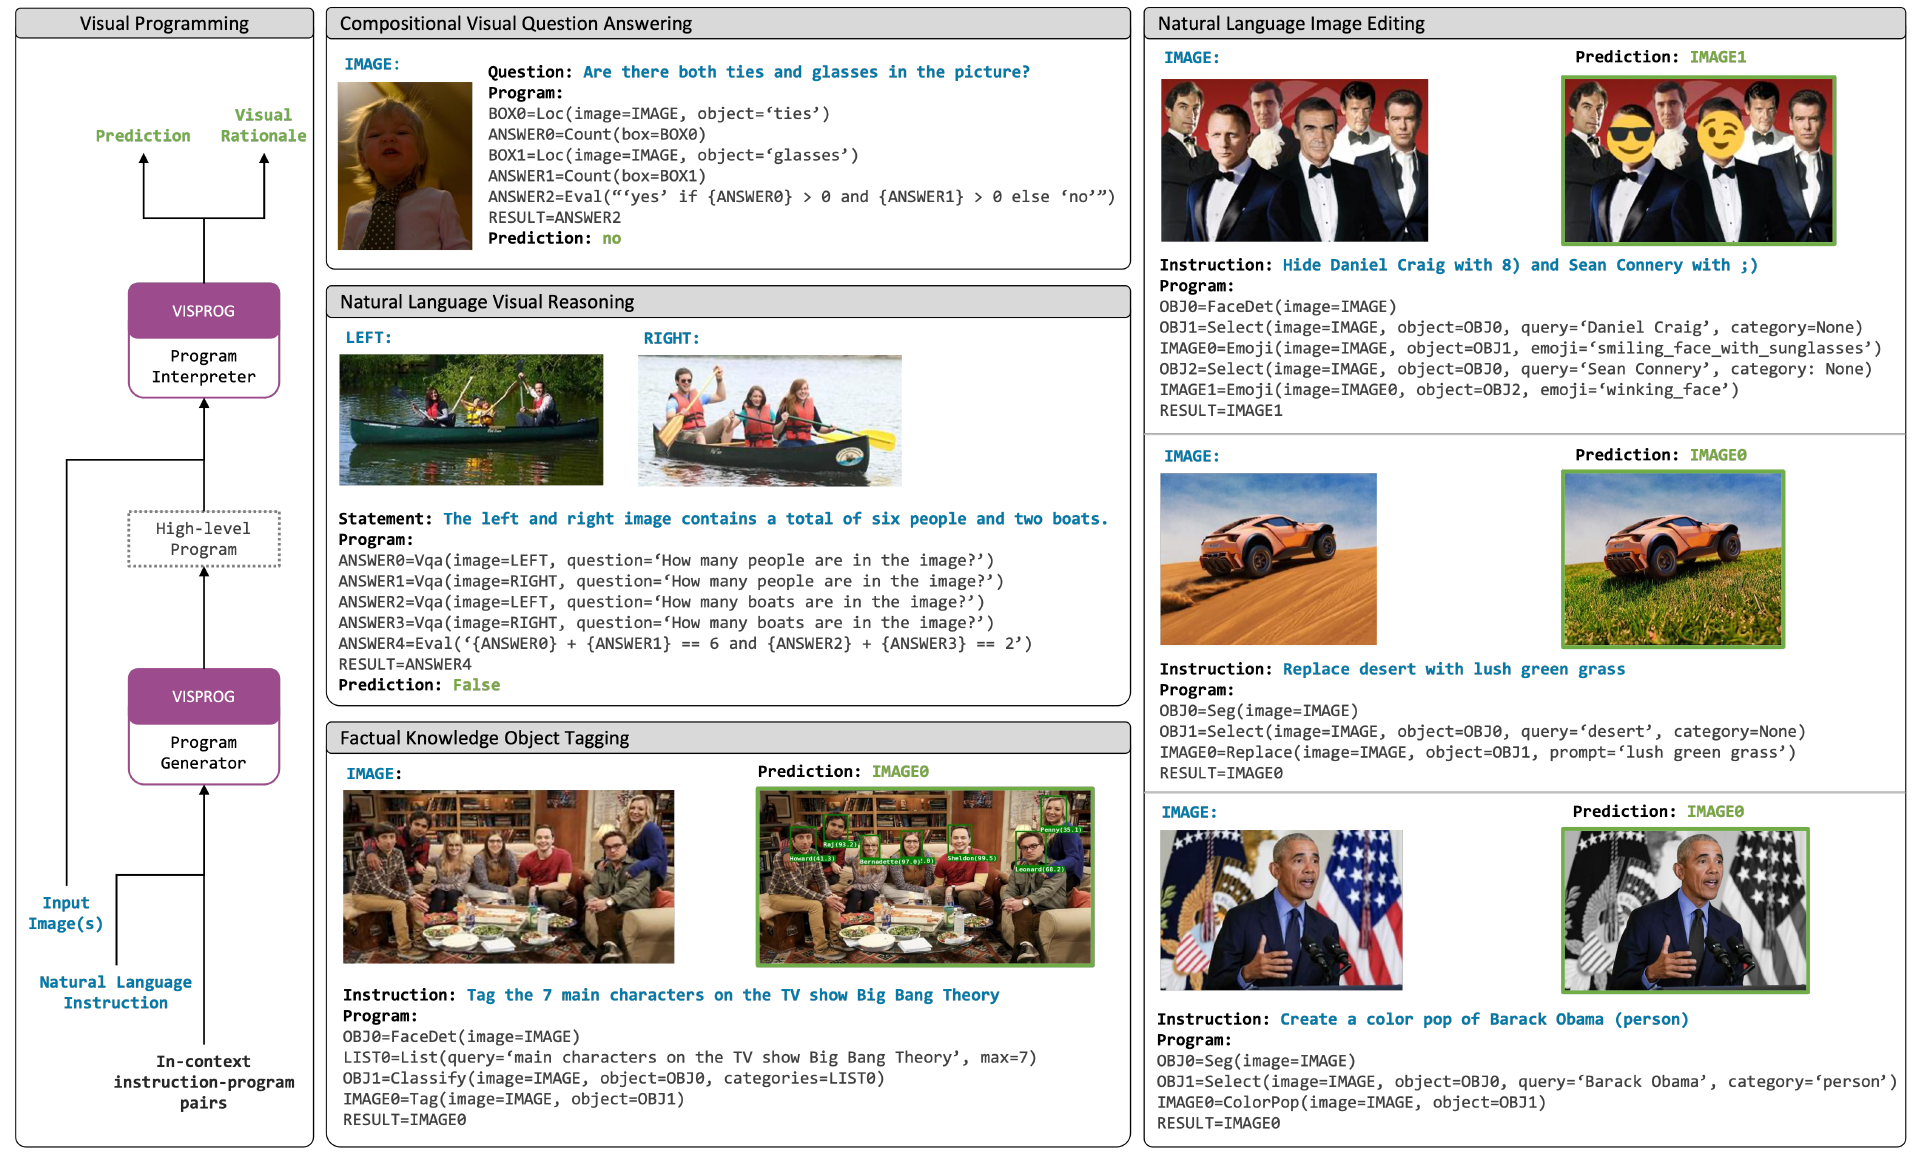 Visual Programming
Prediction
Visual
Rationale
VISPROG
Program
Interpreter
High-level
Program
VISPROG
Program
Generator
Input
Image(s)
Natural Language
Instruction
In-context
instruction-program
pairs
Compositional Visual Question Answering
IMAGE:
Question: Are there both ties and glasses in the picture?
Program:
BOX0=Loc(image=IMAGE, object=‘ties’)
ANSWER0=Count(box=BOX0)
BOX1=Loc(image=IMAGE, object=‘glasses’)
ANSWER1=Count(box=BOX1)
ANSWER2=Eval(“‘yes’ if {ANSWER0} > 0 and {ANSWER1} > 0 else ‘no’”)
RESULT=ANSWER2
Prediction: no
Natural Language Visual Reasoning
LEFT:
RIGHT:
Statement: The left and right image contains a total of six people and two boats.
Program:
ANSWER0=Vqa(image=LEFT, question=‘How many people are in the image?’)
ANSWER1=Vqa(image=RIGHT, question=‘How many people are in the image?’)
ANSWER2=Vqa(image=LEFT, question=‘How many boats are in the image?’)
ANSWER3=Vqa(image=RIGHT, question=‘How many boats are in the image?’)
ANSWER4=Eval(‘{ANSWER0} + {ANSWER1} == 6 and {ANSWER2} + {ANSWER3} == 2’)
RESULT=ANSWER4
Prediction: False
Factual Knowledge Object Tagging
IMAGE:
Prediction: IMAGE0
Penny(35.1)
Raj(93.2)
Howard(41.3)
Bernadette(97.0)
Sheldon(99.5)
Leonard(68.2)
Instruction: Tag the 7 main characters on the TV show Big Bang Theory
Program:
OBJ0=FaceDet(image=IMAGE)
LIST0=List(query=‘main characters on the TV show Big Bang Theory’, max=7)
OBJ1=Classify(image=IMAGE, object=OBJ0, categories=LIST0)
IMAGE0=Tag(image=IMAGE, object=OBJ1)
RESULT=IMAGE0
Natural Language Image Editing
IMAGE:
Prediction: IMAGE1
Instruction: Hide Daniel Craig with 8) and Sean Connery with ;)
Program:
OBJ0=FaceDet(image=IMAGE)
OBJ1=Select(image=IMAGE, object=OBJ0, query=‘Daniel Craig’, category=None)
IMAGE0=Emoji(image=IMAGE, object=OBJ1, emoji=‘smiling_face_with_sunglasses’)
OBJ2=Select(image=IMAGE, object=OBJ0, query=‘Sean Connery’, category: None)
IMAGE1=Emoji(image=IMAGE0, object=OBJ2, emoji=‘winking_face’)
RESULT=IMAGE1
IMAGE:
Prediction: IMAGE0
Instruction: Replace desert with lush green grass
Program:
OBJ0=Seg(image=IMAGE)
OBJ1=Select(image=IMAGE, object=OBJ0, query=‘desert’, category=None)
IMAGE0=Replace(image=IMAGE, object=OBJ1, prompt=‘lush green grass’)
RESULT=IMAGE0
IMAGE:
Prediction: IMAGE0
Instruction: Create a color pop of Barack Obama (person)
Program:
OBJ0=Seg(image=IMAGE)
OBJ1=Select(image=IMAGE, object=OBJ0, query=‘Barack Obama’, category=‘person’)
IMAGE0=ColorPop(image=IMAGE, object=OBJ1)
RESULT=IMAGE0